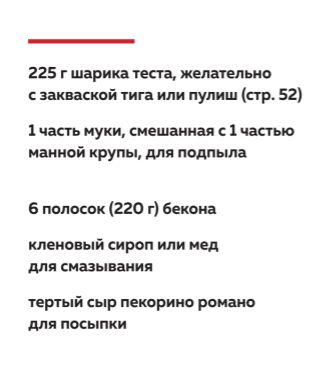 225 г шарика теста, желательно
с закваской тига или пулиш (стр. 52)
1 часть муки, смешанная с 1 частью
манной крупы, для подпыла
6 полосок (220 г) бекона
кленовый сироп или мед
для смазывания
тертый сыр пекорино романо
для посыпки